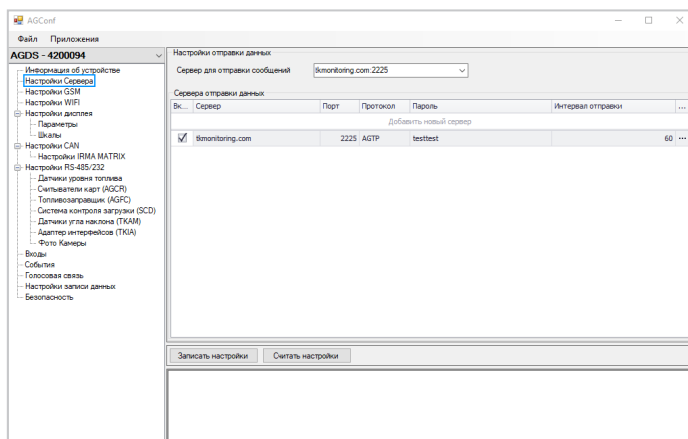 AGConf
Файл Приложения
AGDS - 4200094
Информация об устройстве
Настройки Сервера
Настройки GSM
Настройки WIFI
Настройки дисплея
Параметры
Шкалы
Настройки CAN
Настройки IRMA MATRIX
Настройки RS-485/232
Датчики уровня топлива
Считыватели карт (AGCR)
Топливозаправщик (AGFC)
Система контроля загрузки (SCD)
Датчики угла наклона (TKAM)
Адаптер интерфейсов (TKIA)
Фото Камеры
Входы
События
Голосовая связь
Настройки записи данных
Безопасность
Настройки отправки данных
Сервер для отправки сообщений tkmonitoring.com:2225
Сервера отправки данных
Вк... Сервер Порт Протокол Пароль Интервал отправки ...
Добавить новый сервер
tkmonitoring.com 2225 AGTP testtest 60 ...
Записать настройки Считать настройки